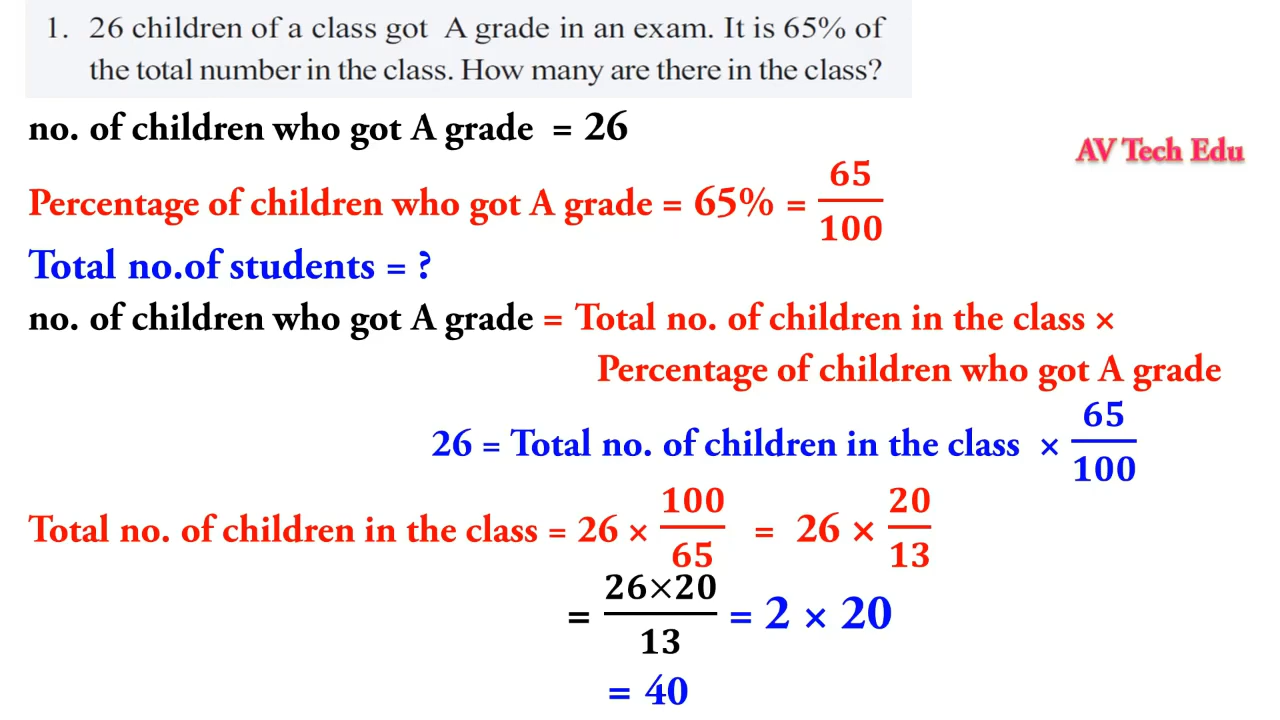 1. 26 children of a class got A grade in an exam. It is 65% of
the total number in the class. How many are there in the class?
no. of children who got A grade = 26
AV Tech Edu
Percentage of children who got A grade = 65% = 65/100
Total no.of students = ?
no. of children who got A grade = Total no. of children in the class ×
Percentage of children who got A grade
26 = Total no. of children in the class × 65/100
Total no. of children in the class = 26 × 100/65 = 26 × 20/13
= 26×20/13 = 2 × 20
= 40